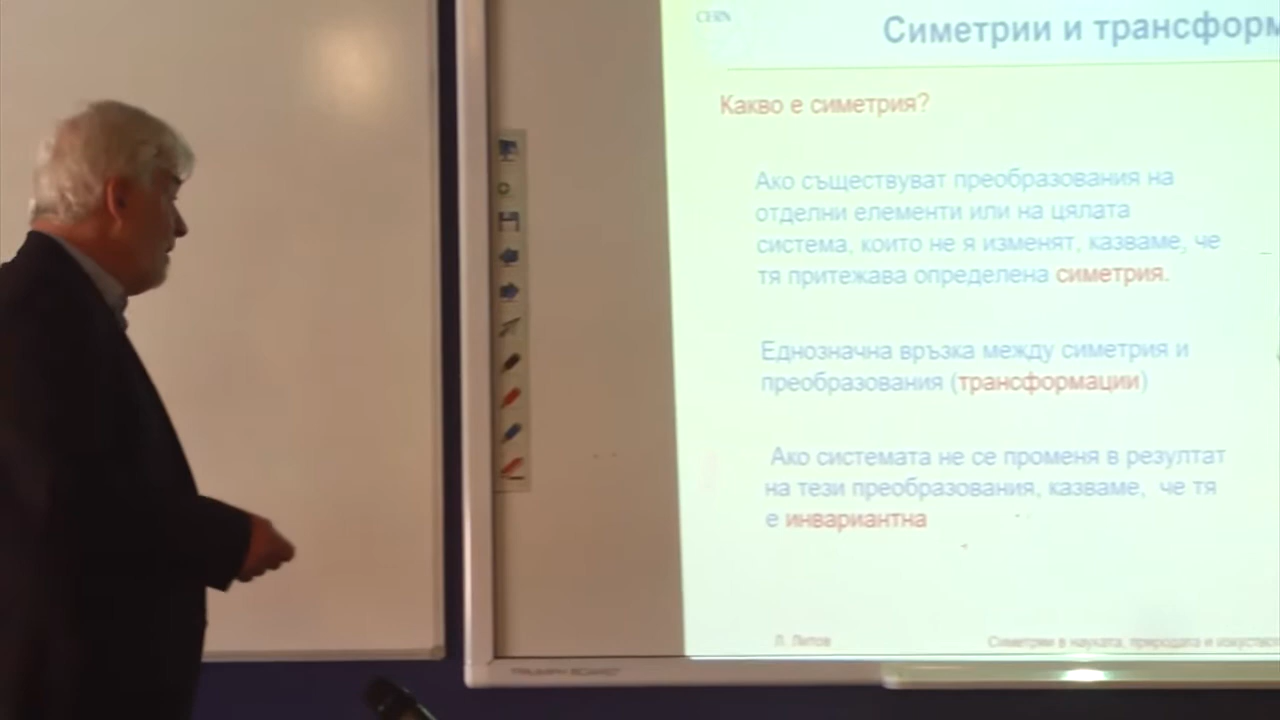 CERN
Симетрии и трансформ
Какво е симетрия?
Ако съществуват преобразования на
отделни елементи или на цялата
система, които не я изменят, казваме, че
тя притежава определена симетрия.
Еднозначна връзка между симетрия и
преобразования (трансформации)
Ако системата не се променя в резултат
на тези преобразования, казваме, че тя
е инвариантна
Л. Литов
Симетрии в науката, природата и изкуство